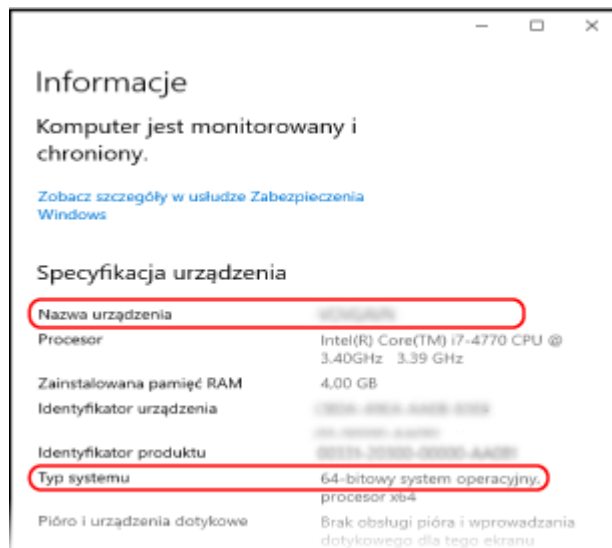 Informacje
Komputer jest monitorowany i
chroniony.
Zobacz szczegóły w usłudze Zabezpieczenia
Windows
Specyfikacja urządzenia
Nazwa urządzenia
Procesor Intel(R) Core(TM) i7-4770 CPU @
3.40GHz 3.39 GHz
Zainstalowana pamięć RAM 4,00 GB
Identyfikator urządzenia
Identyfikator produktu
Typ systemu 64-bitowy system operacyjny,
procesor x64
Pióro i urządzenia dotykowe Brak obsługi pióra i wprowadzania
dotykowego dla tego ekranu